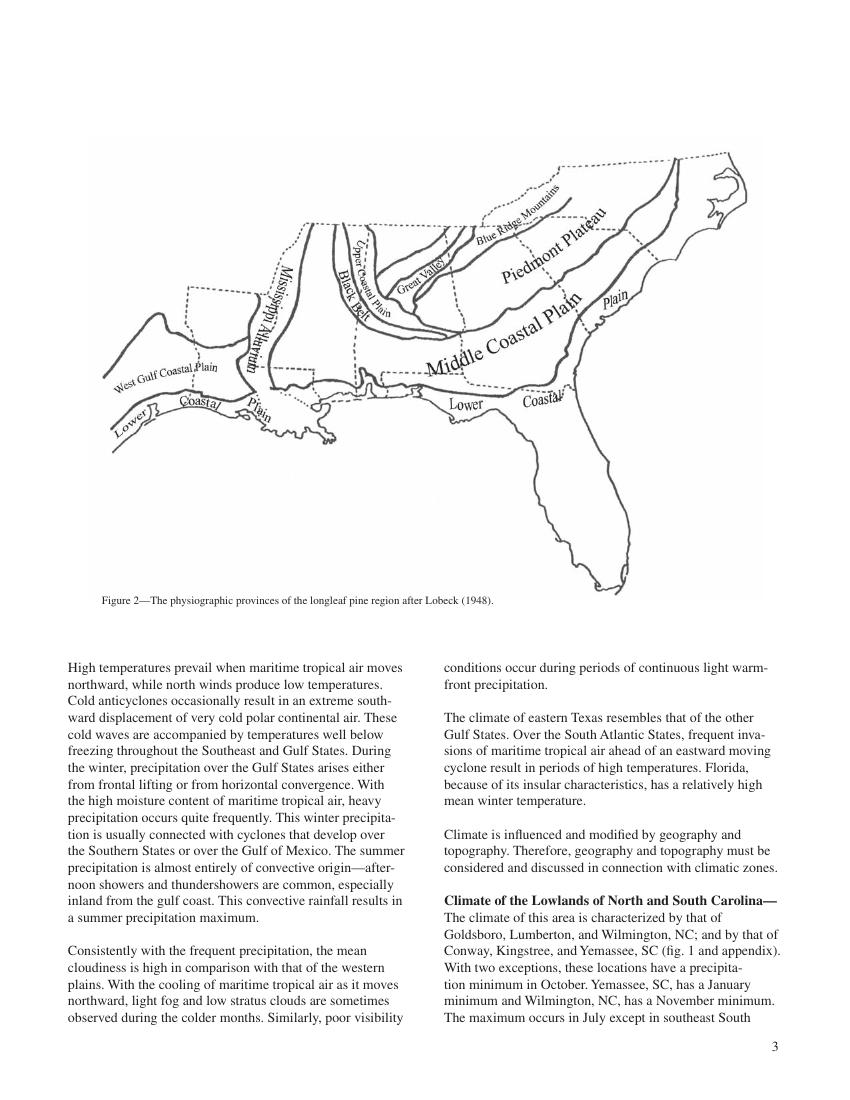 Blue Ridge Mountains
Piedmont Plateau
Great Valley
Upper Coastal Plain
Black Belt
Mississippi Alluvium
Middle Coastal Plain
Plain
West Gulf Coastal Plain
Lower
Coastal
Plain
Lower
Coastal
Figure 2—The physiographic provinces of the longleaf pine region after Lobeck (1948).
High temperatures prevail when maritime tropical air moves
northward, while north winds produce low temperatures.
Cold anticyclones occasionally result in an extreme south-
ward displacement of very cold polar continental air. These
cold waves are accompanied by temperatures well below
freezing throughout the Southeast and Gulf States. During
the winter, precipitation over the Gulf States arises either
from frontal lifting or from horizontal convergence. With
the high moisture content of maritime tropical air, heavy
precipitation occurs quite frequently. This winter precipita-
tion is usually connected with cyclones that develop over
the Southern States or over the Gulf of Mexico. The summer
precipitation is almost entirely of convective origin—after-
noon showers and thundershowers are common, especially
inland from the gulf coast. This convective rainfall results in
a summer precipitation maximum.
Consistently with the frequent precipitation, the mean
cloudiness is high in comparison with that of the western
plains. With the cooling of maritime tropical air as it moves
northward, light fog and low stratus clouds are sometimes
observed during the colder months. Similarly, poor visibility
conditions occur during periods of continuous light warm-
front precipitation.
The climate of eastern Texas resembles that of the other
Gulf States. Over the South Atlantic States, frequent inva-
sions of maritime tropical air ahead of an eastward moving
cyclone result in periods of high temperatures. Florida,
because of its insular characteristics, has a relatively high
mean winter temperature.
Climate is influenced and modified by geography and
topography. Therefore, geography and topography must be
considered and discussed in connection with climatic zones.
Climate of the Lowlands of North and South Carolina—
The climate of this area is characterized by that of
Goldsboro, Lumberton, and Wilmington, NC; and by that of
Conway, Kingstree, and Yemassee, SC (fig. 1 and appendix).
With two exceptions, these locations have a precipita-
tion minimum in October. Yemassee, SC, has a January
minimum and Wilmington, NC, has a November minimum.
The maximum occurs in July except in southeast South
3